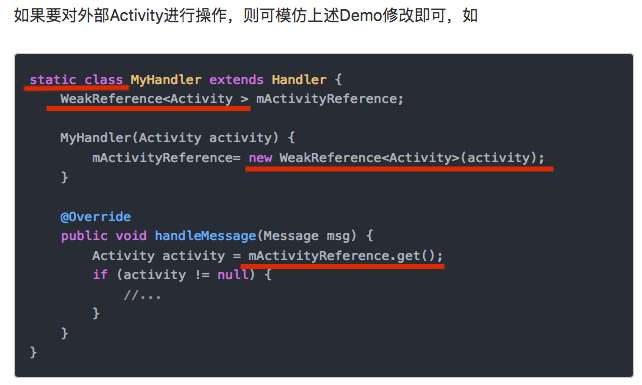 如果要对外部Activity进行操作，则可模仿上述Demo修改即可，如
static class MyHandler extends Handler {
    WeakReference<Activity > mActivityReference;

    MyHandler(Activity activity) {
        mActivityReference= new WeakReference<Activity>(activity);
    }

    @Override
    public void handleMessage(Message msg) {
        Activity activity = mActivityReference.get();
        if (activity != null) {
            //...
        }
    }
}